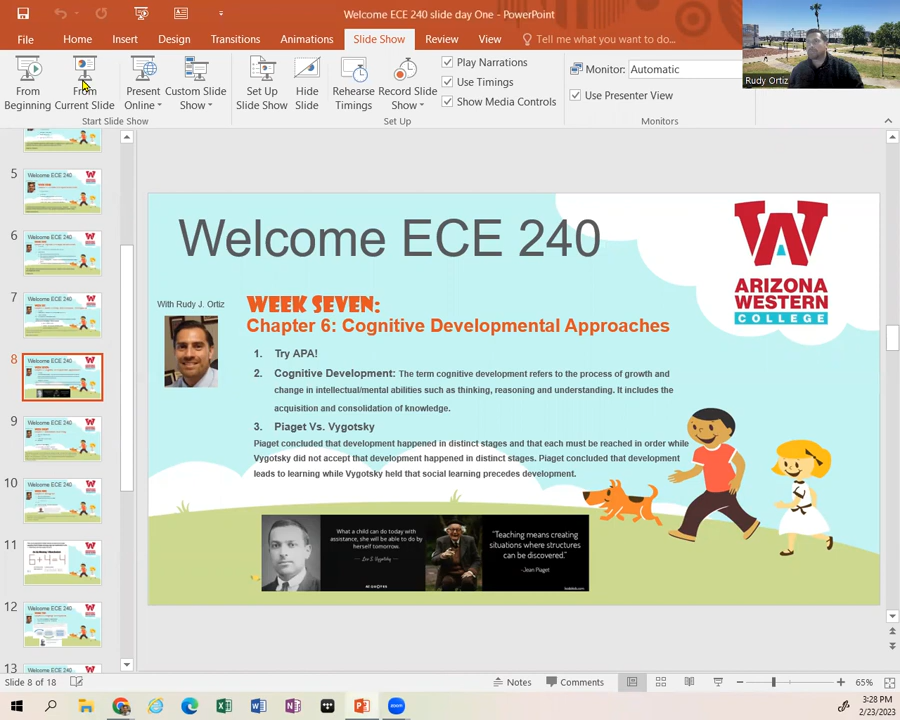 Welcome ECE 240 slide day One - PowerPoint
File
Home
Insert
Design
Transitions
Animations
Slide Show
Review
View
Tell me what you want to do...
Rudy Ortiz
From Beginning
From Current Slide
Present Online
Custom Slide Show
Start Slide Show
Set Up Slide Show
Hide Slide
Rehearse Timings
Record Slide Show
Play Narrations
Use Timings
Show Media Controls
Set Up
Monitor: Automatic
Use Presenter View
Monitors
5
6
7
8
9
10
11
12
13
Welcome ECE 240
With Rudy J. Ortiz
WEEK SEVEN:
Chapter 6: Cognitive Developmental Approaches
1. Try APA!
2. Cognitive Development: The term cognitive development refers to the process of growth and
change in intellectual/mental abilities such as thinking, reasoning and understanding. It includes the
acquisition and consolidation of knowledge.
3. Piaget Vs. Vygotsky
Piaget concluded that development happened in distinct stages and that each must be reached in order while
Vygotsky did not accept that development happened in distinct stages. Piaget concluded that development
leads to learning while Vygotsky held that social learning precedes development.
ARIZONA
WESTERN
COLLEGE
What a child can do today with
assistance, she will be able to do by
herself tomorrow.
"Teaching means creating
situations where structures
can be discovered."
-Jean Piaget
Slide 8 of 18
Notes
Comments
65%
3:28 PM
2/23/2023